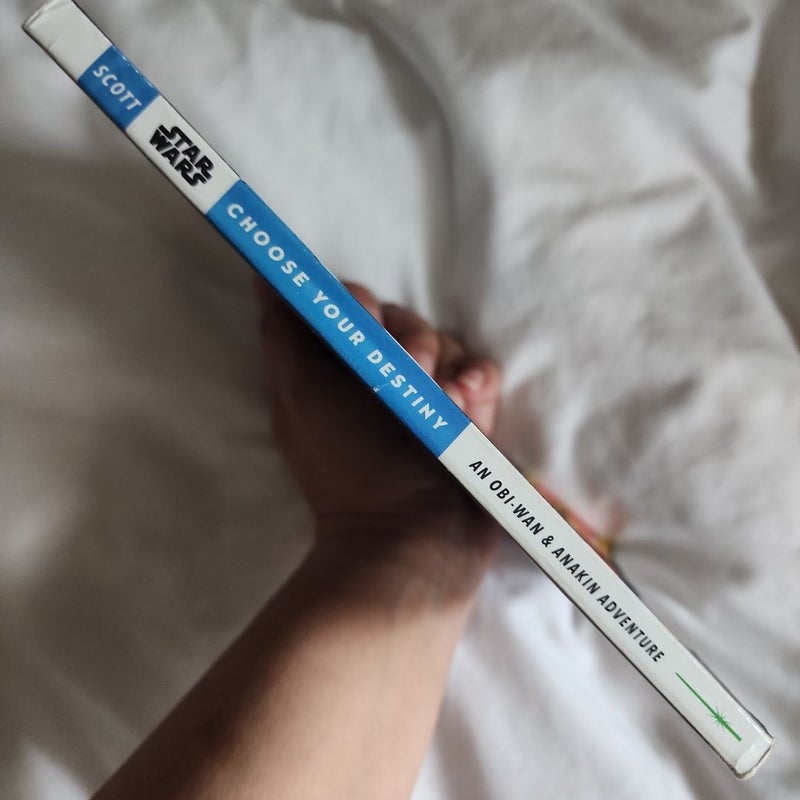 SCOTT
STAR
WARS
CHOOSE YOUR DESTINY
AN OBI-WAN & ANAKIN ADVENTURE